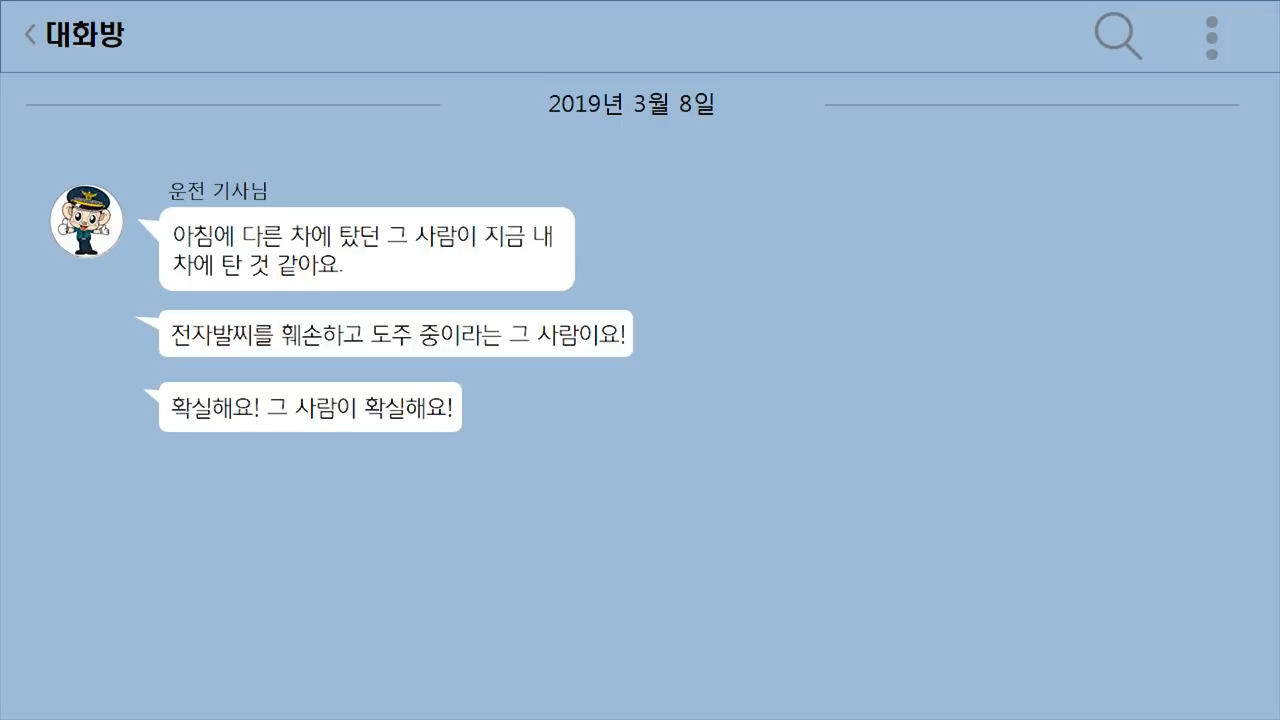 대화방
2019년 3월 8일
운전 기사님
아침에 다른 차에 탔던 그 사람이 지금 내
차에 탄 것 같아요.
전자발찌를 훼손하고 도주 중이라는 그 사람이요!
확실해요! 그 사람이 확실해요!